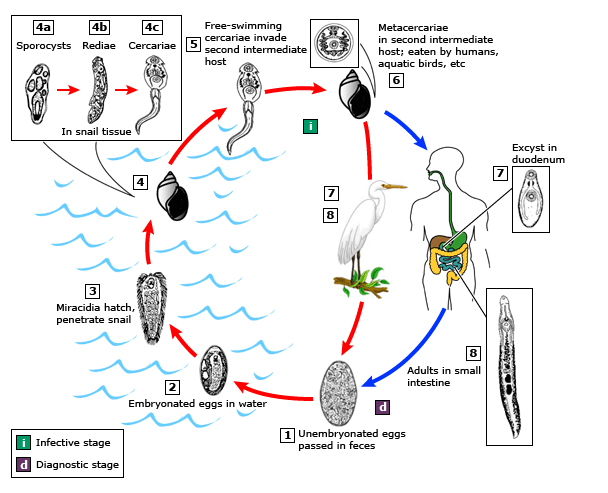 4a 4b 4c
Sporocysts Rediae Cercariae
In snail tissue
5
Free-swimming
cercariae invade
second intermediate
host
Metacercariae
in second intermediate
host; eaten by humans,
aquatic birds, etc
6
i
4
7
8
Excyst in
duodenum
7
3
Miracidia hatch,
penetrate snail
2
Embryonated eggs in water
8
Adults in small
intestine
d
1 Unembryonated eggs
passed in feces
i Infective stage
d Diagnostic stage